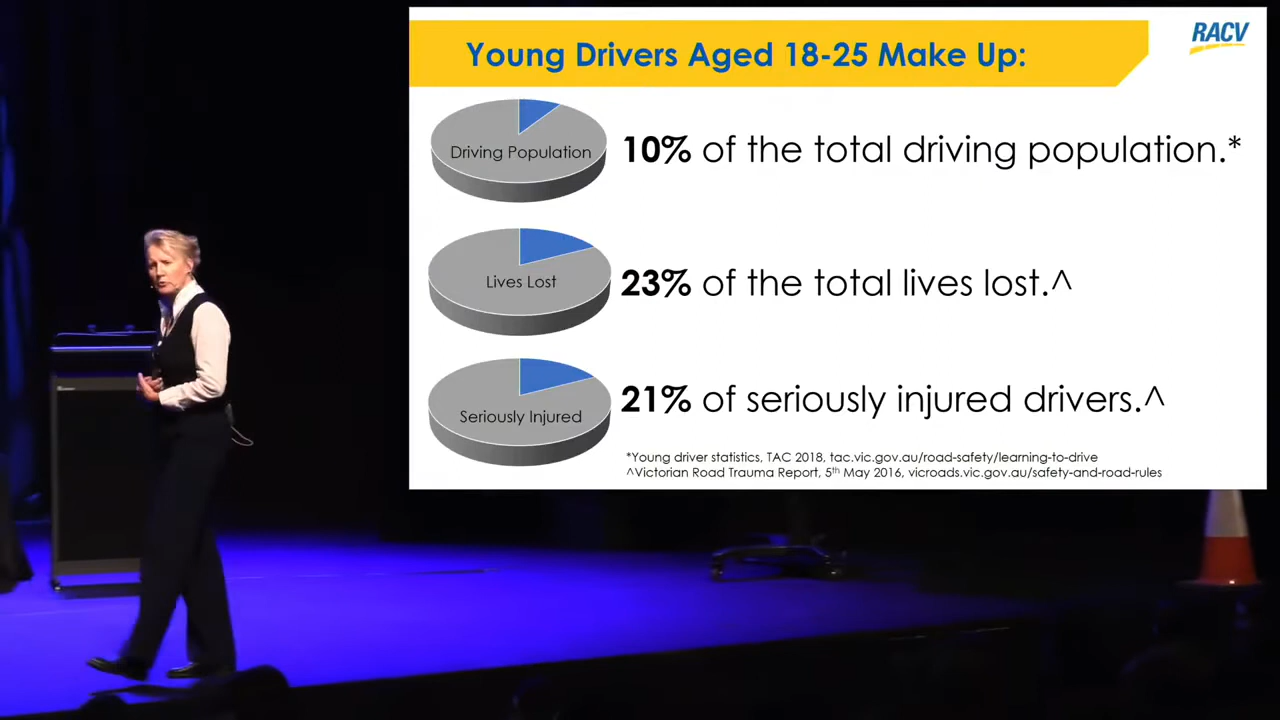 RACV
Young Drivers Aged 18-25 Make Up:
Driving Population
10% of the total driving population.*
Lives Lost
23% of the total lives lost.^
Seriously Injured
21% of seriously injured drivers.^
*Young driver statistics, TAC 2018, tac.vic.gov.au/road-safety/learning-to-drive
^Victorian Road Trauma Report, 5th May 2016, vicroads.vic.gov.au/safety-and-road-rules